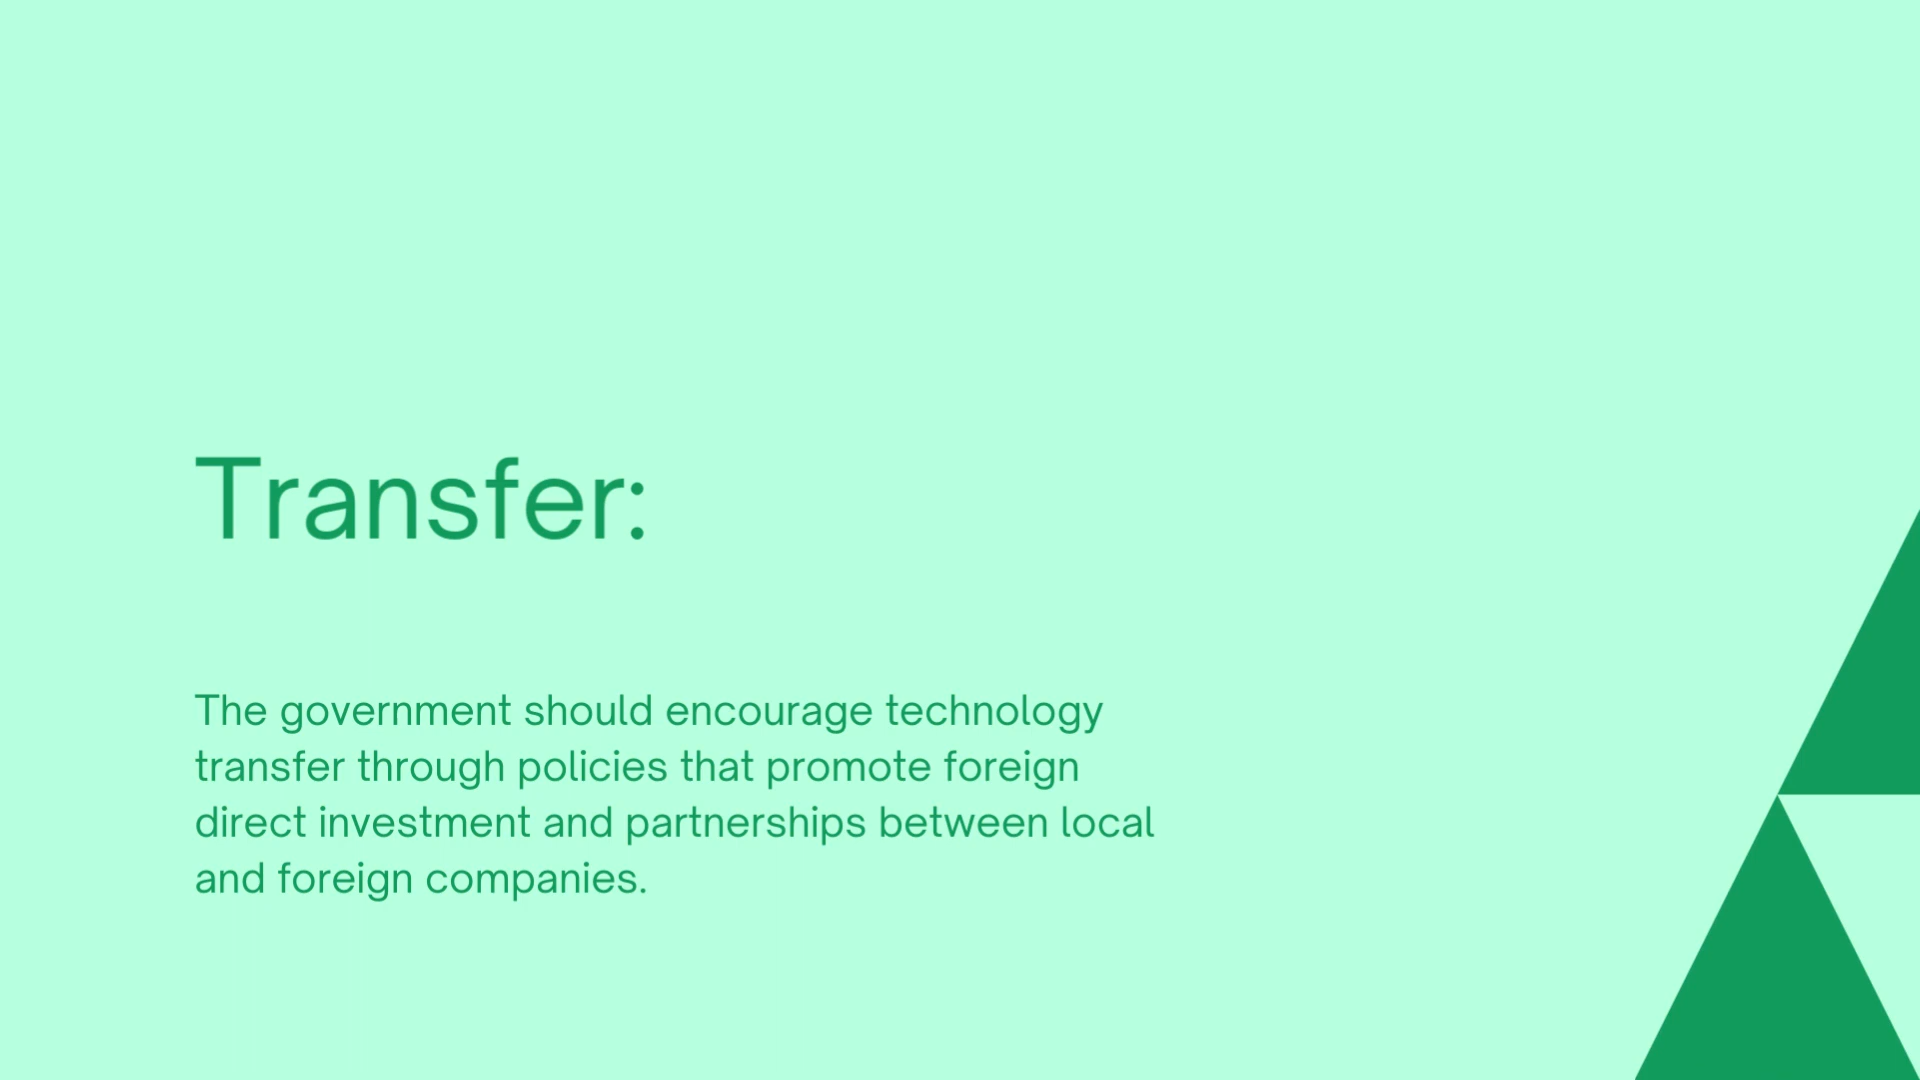 Transfer:
The government should encourage technology
transfer through policies that promote foreign
direct investment and partnerships between local
and foreign companies.